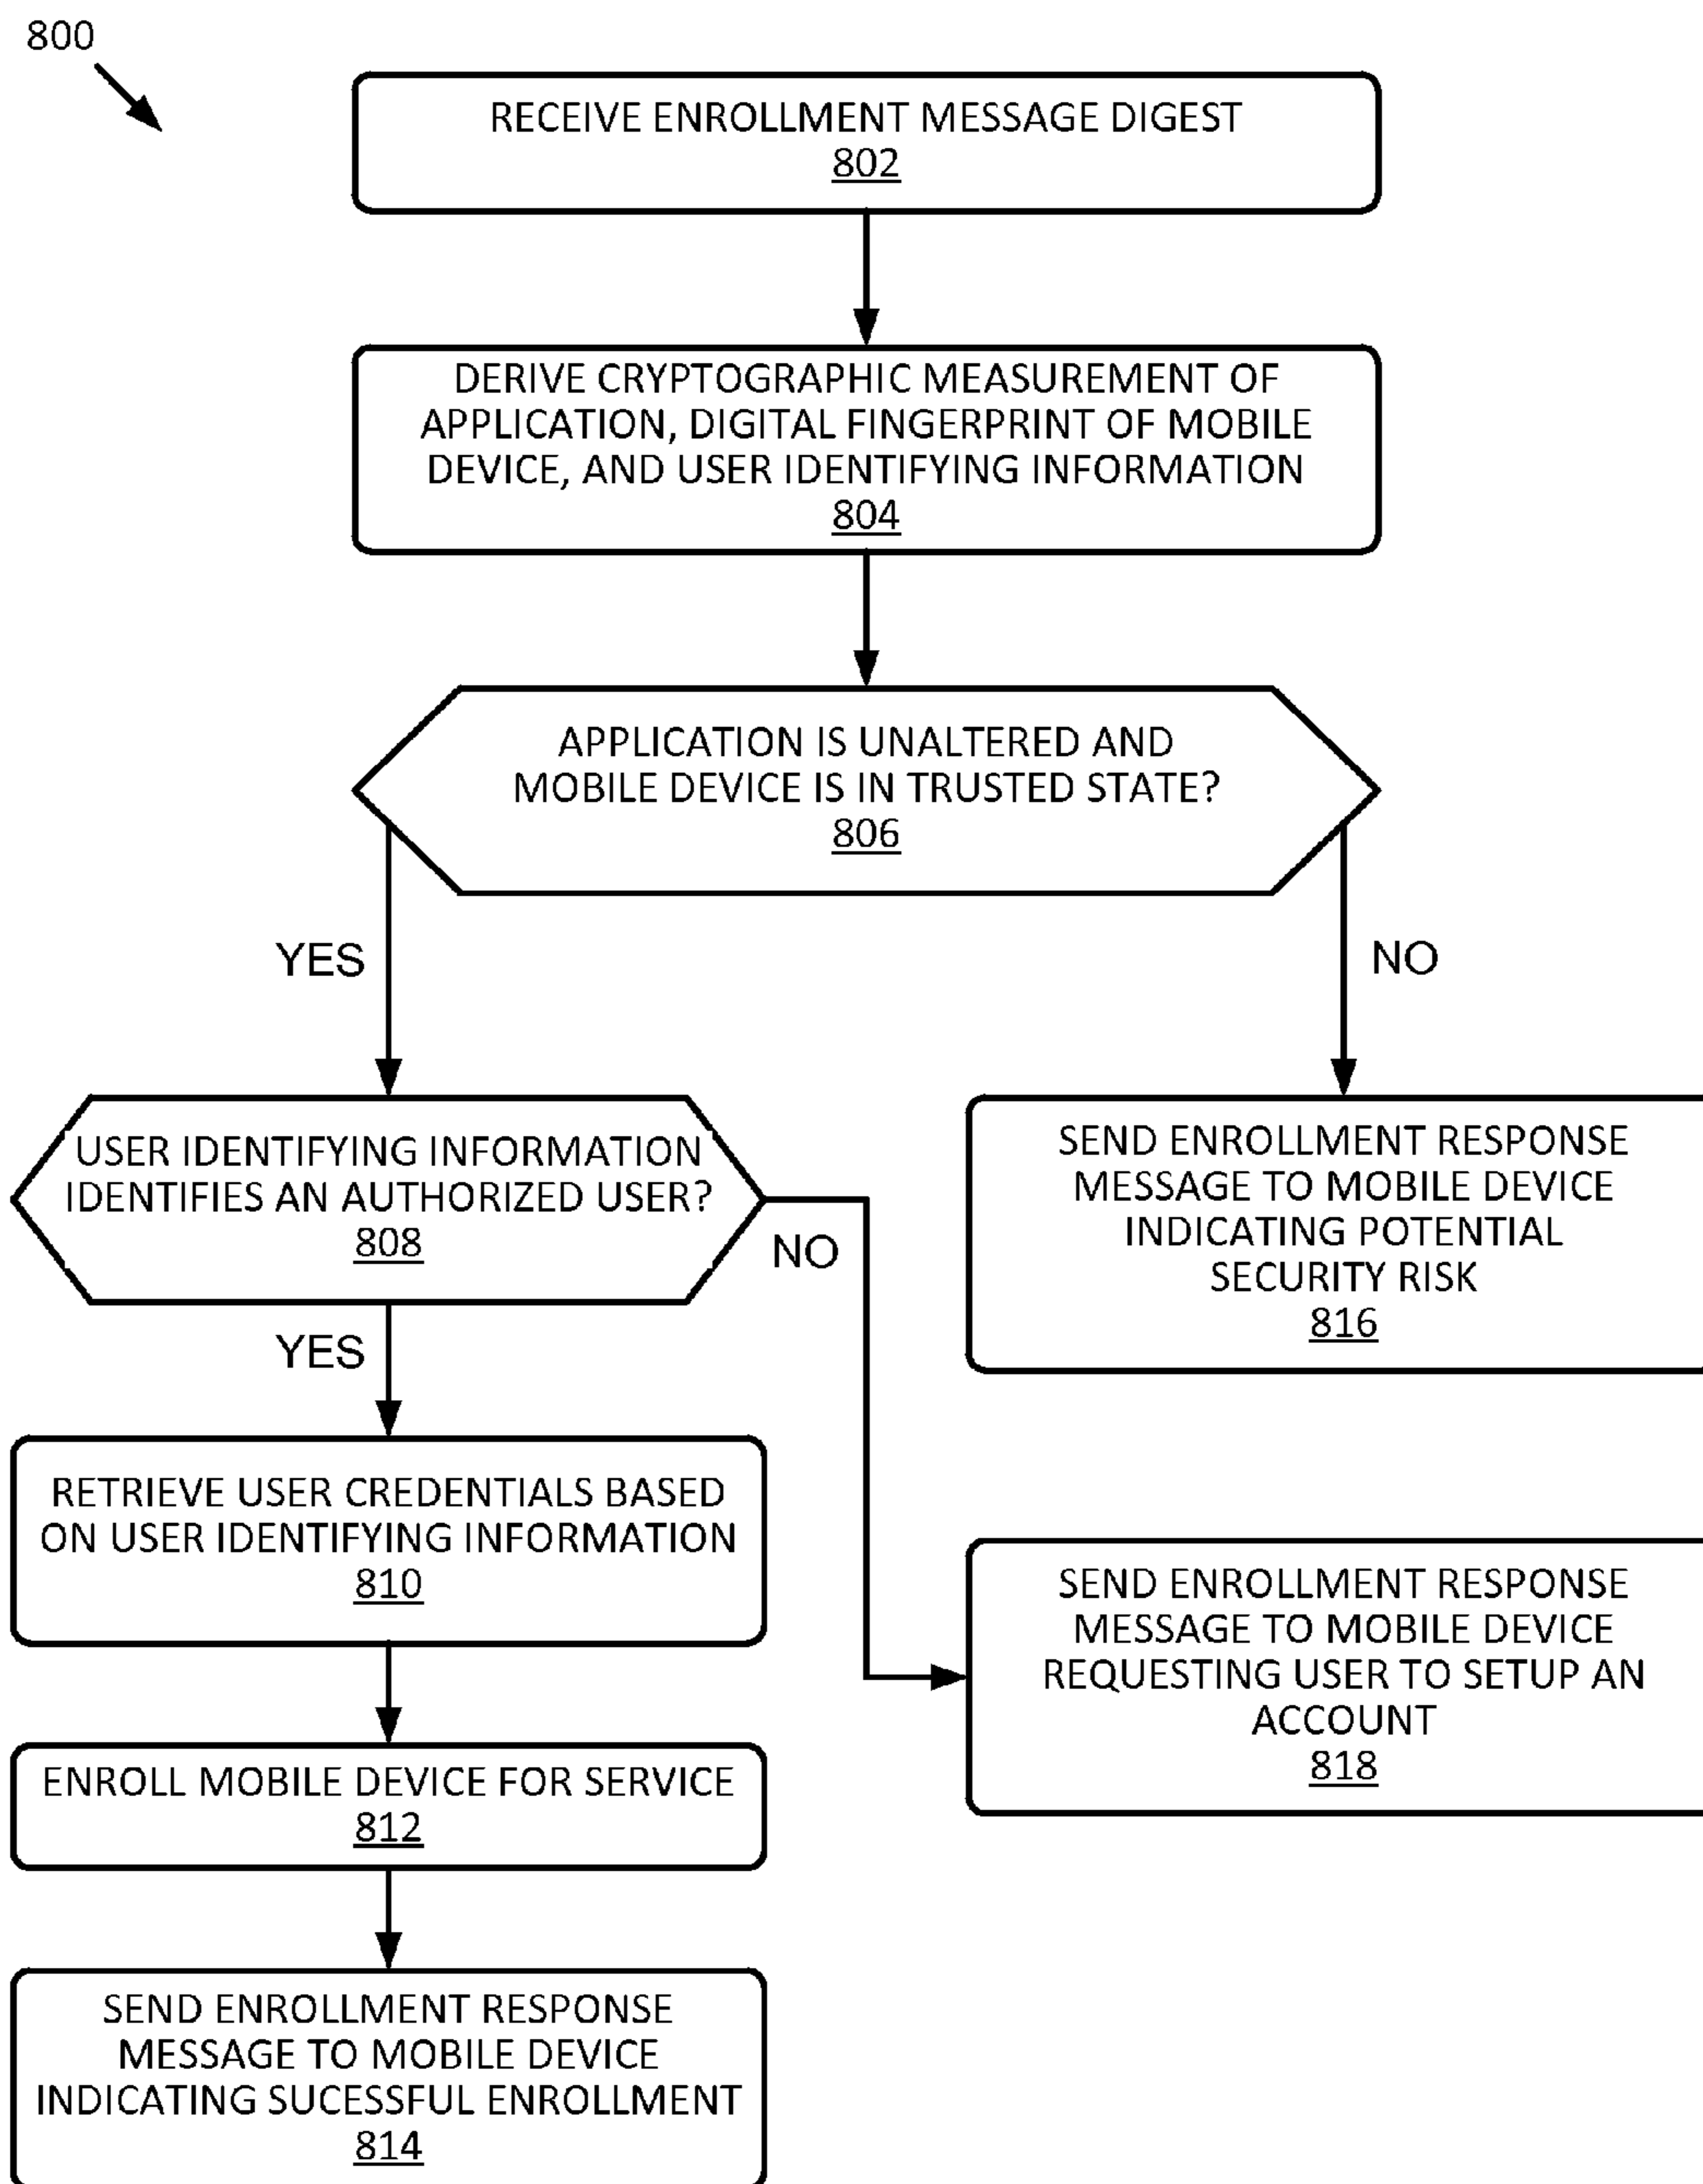 800
RECEIVE ENROLLMENT MESSAGE DIGEST
802
DERIVE CRYPTOGRAPHIC MEASUREMENT OF
APPLICATION, DIGITAL FINGERPRINT OF MOBILE
DEVICE, AND USER IDENTIFYING INFORMATION
804
APPLICATION IS UNALTERED AND
MOBILE DEVICE IS IN TRUSTED STATE?
806
YES
NO
USER IDENTIFYING INFORMATION
IDENTIFIES AN AUTHORIZED USER?
808
NO
YES
SEND ENROLLMENT RESPONSE
MESSAGE TO MOBILE DEVICE
INDICATING POTENTIAL
SECURITY RISK
816
RETRIEVE USER CREDENTIALS BASED
ON USER IDENTIFYING INFORMATION
810
SEND ENROLLMENT RESPONSE
MESSAGE TO MOBILE DEVICE
REQUESTING USER TO SETUP AN
ACCOUNT
818
ENROLL MOBILE DEVICE FOR SERVICE
812
SEND ENROLLMENT RESPONSE
MESSAGE TO MOBILE DEVICE
INDICATING SUCESSFUL ENROLLMENT
814